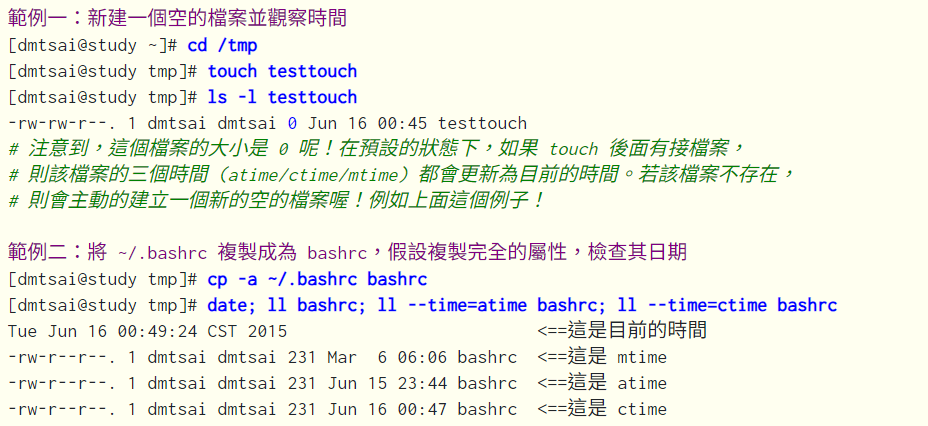 範例一：新建一個空的檔案並觀察時間
[dmtsai@study ~]# cd /tmp
[dmtsai@study tmp]# touch testtouch
[dmtsai@study tmp]# ls -l testtouch
-rw-rw-r--. 1 dmtsai dmtsai 0 Jun 16 00:45 testtouch
# 注意到，這個檔案的大小是 0 呢！在預設的狀態下，如果 touch 後面有接檔案，
# 則該檔案的三個時間（atime/ctime/mtime）都會更新為目前的時間。若該檔案不存在，
# 則會主動的建立一個新的空的檔案喔！例如上面這個例子！
範例二：將 ~/.bashrc 複製成為 bashrc，假設複製完全的屬性，檢查其日期
[dmtsai@study tmp]# cp -a ~/.bashrc bashrc
[dmtsai@study tmp]# date; ll bashrc; ll --time=atime bashrc; ll --time=ctime bashrc
Tue Jun 16 00:49:24 CST 2015                         <==這是目前的時間
-rw-r--r--. 1 dmtsai dmtsai 231 Mar  6 06:06 bashrc  <==這是 mtime
-rw-r--r--. 1 dmtsai dmtsai 231 Jun 15 23:44 bashrc  <==這是 atime
-rw-r--r--. 1 dmtsai dmtsai 231 Jun 16 00:47 bashrc  <==這是 ctime